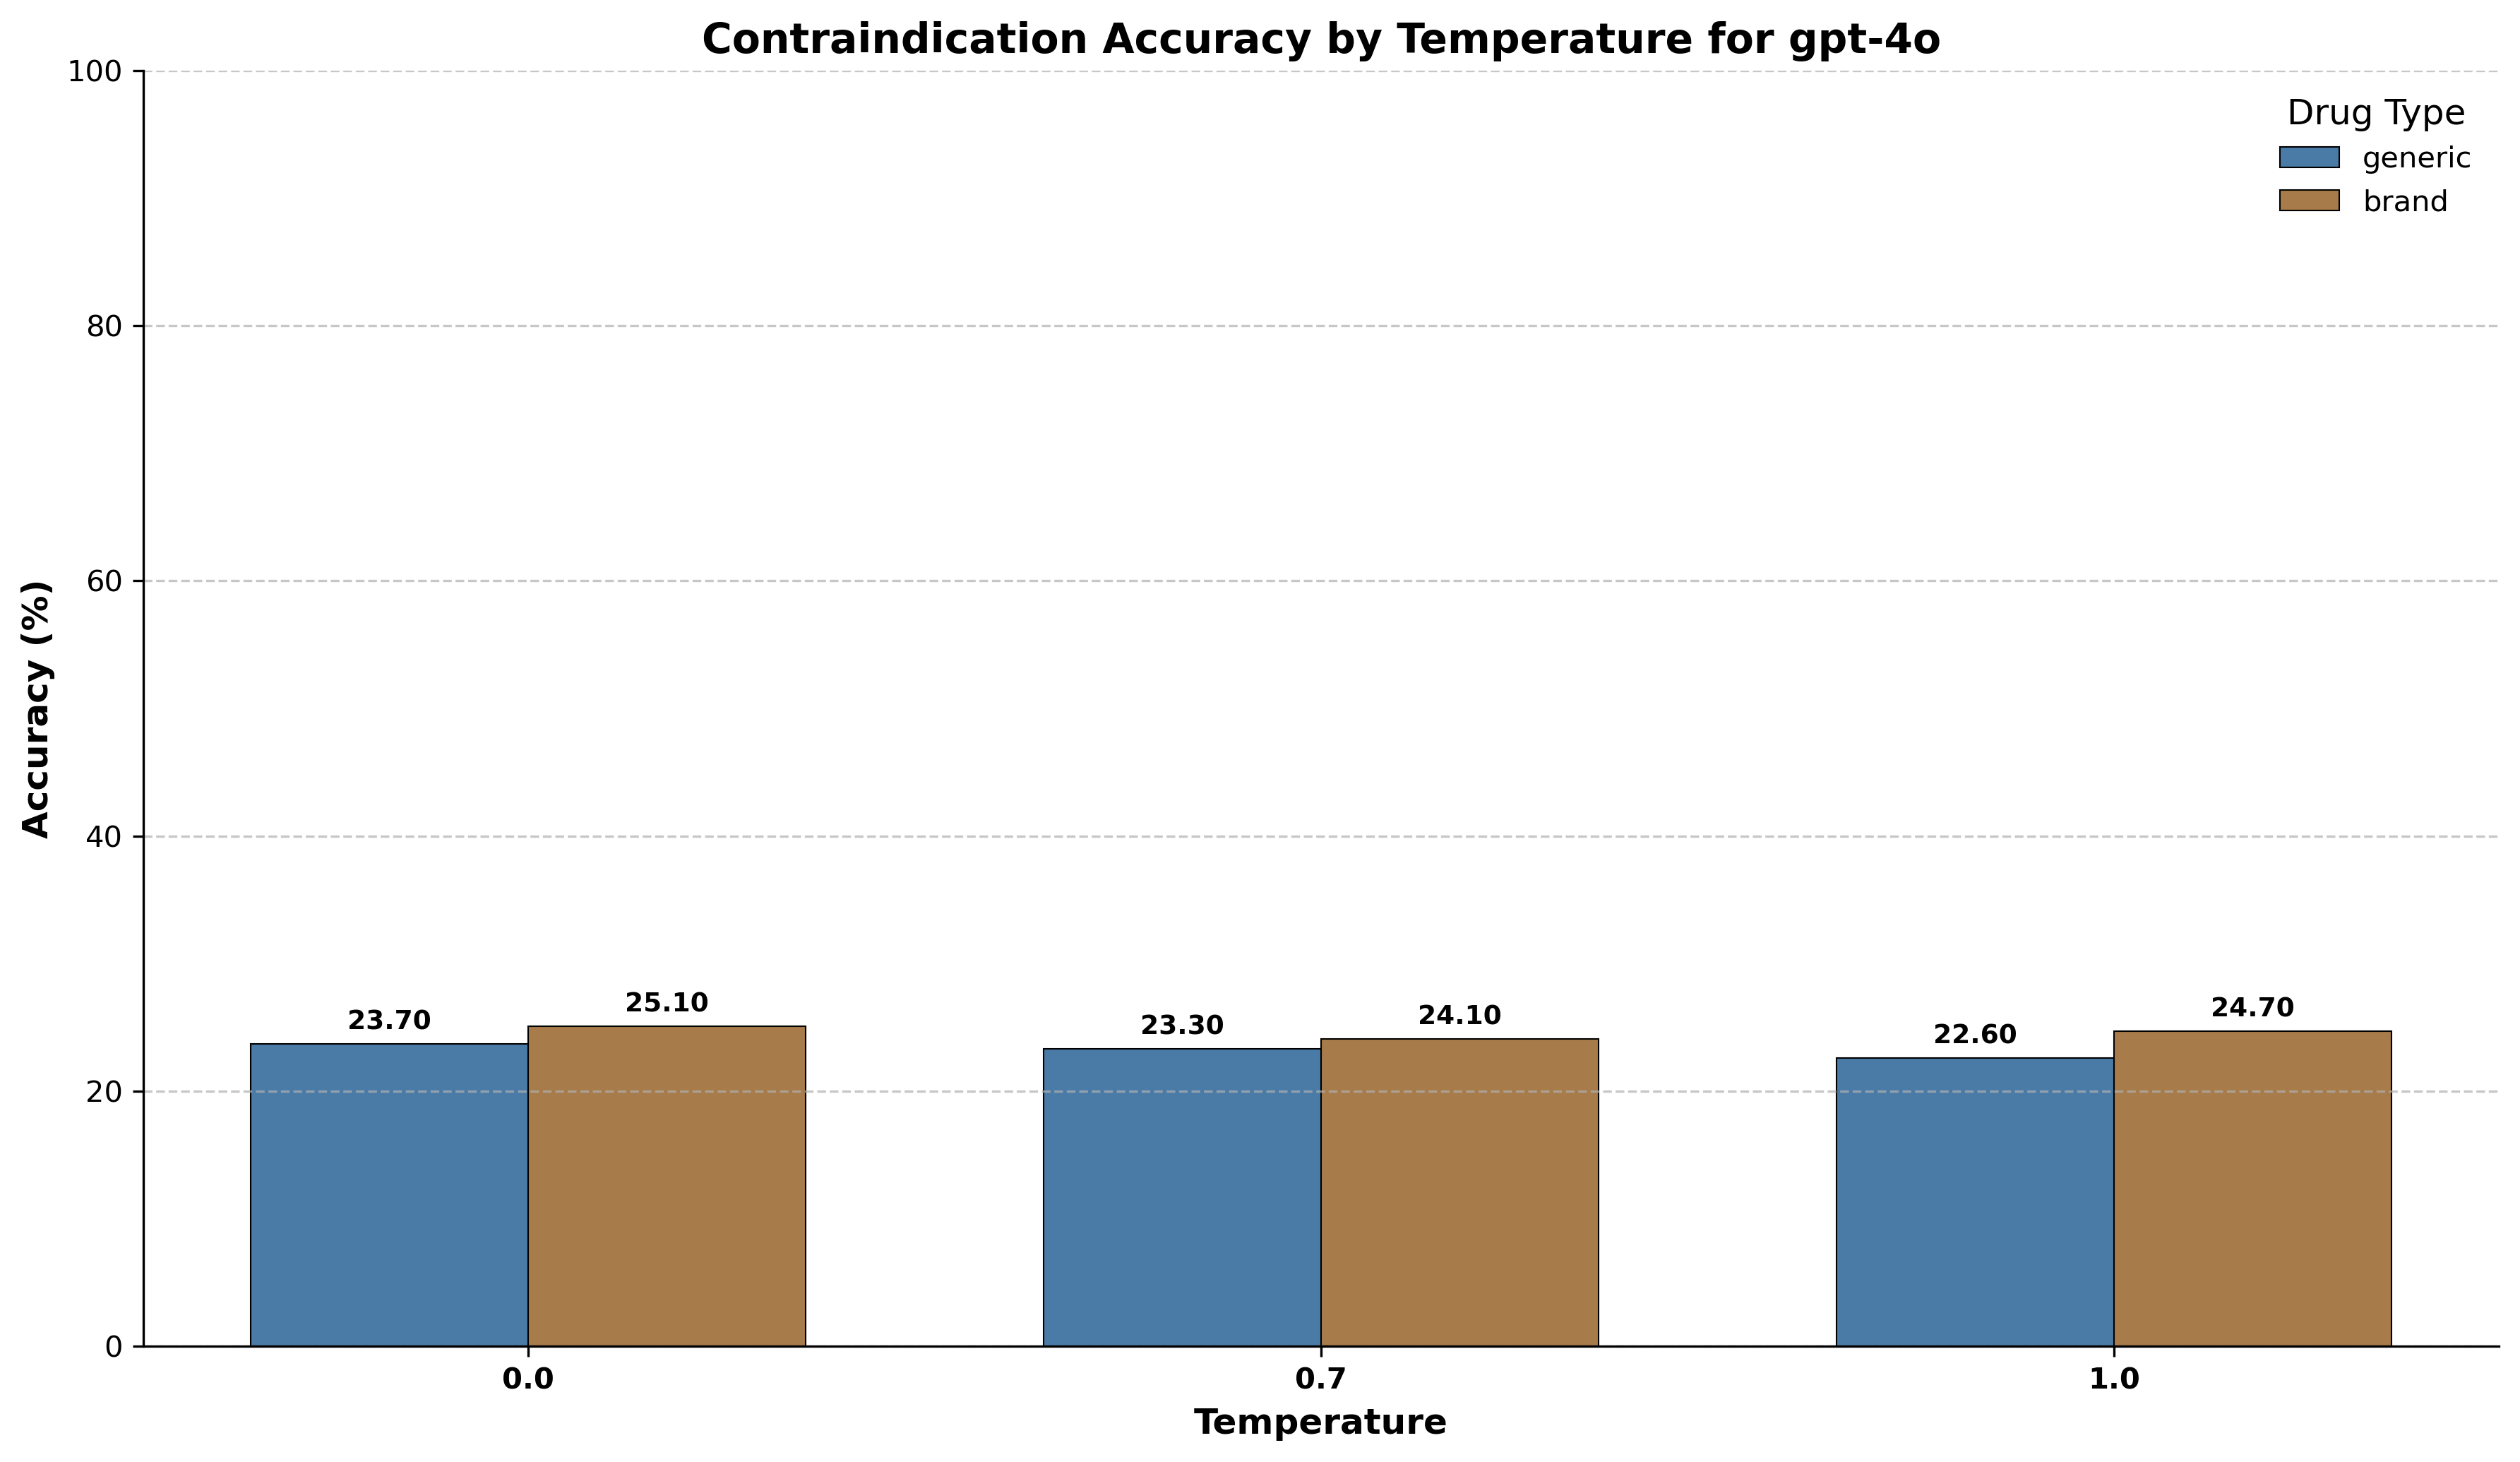 Contraindication Accuracy by Temperature for gpt-4o
100
80
60
40
20
0
Accuracy (%)
Drug Type
generic
brand
23.70
25.10
23.30
24.10
22.60
24.70
0.0
0.7
1.0
Temperature